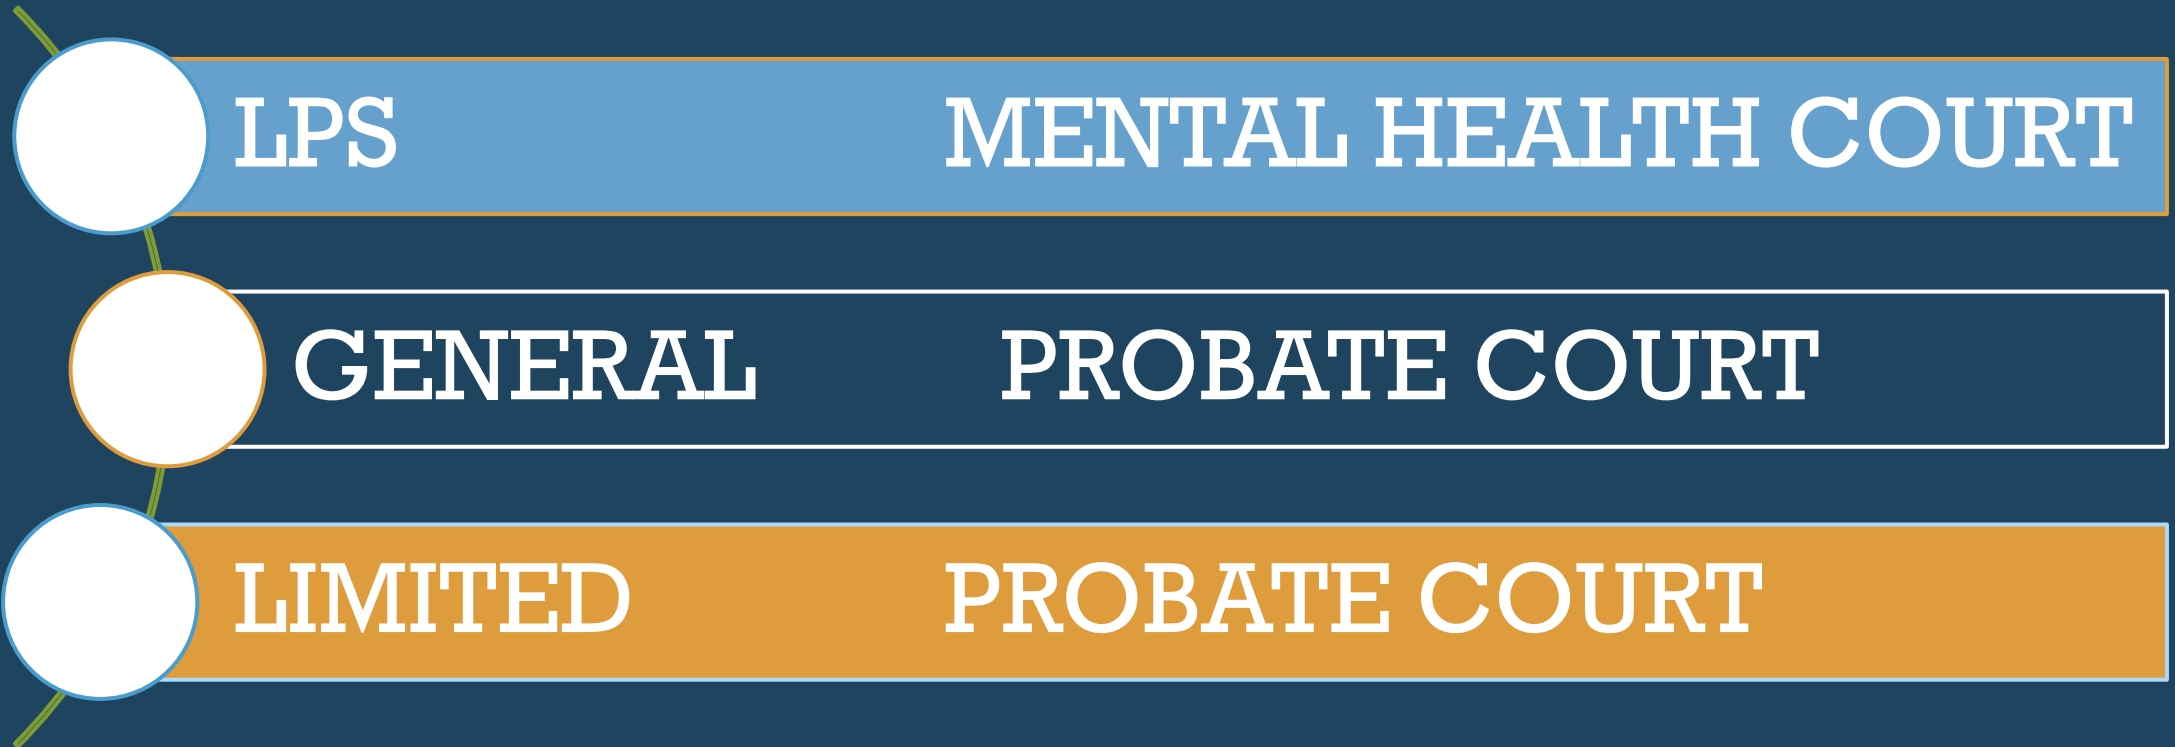 LPS MENTAL HEALTH COURT
GENERAL PROBATE COURT
LIMITED PROBATE COURT